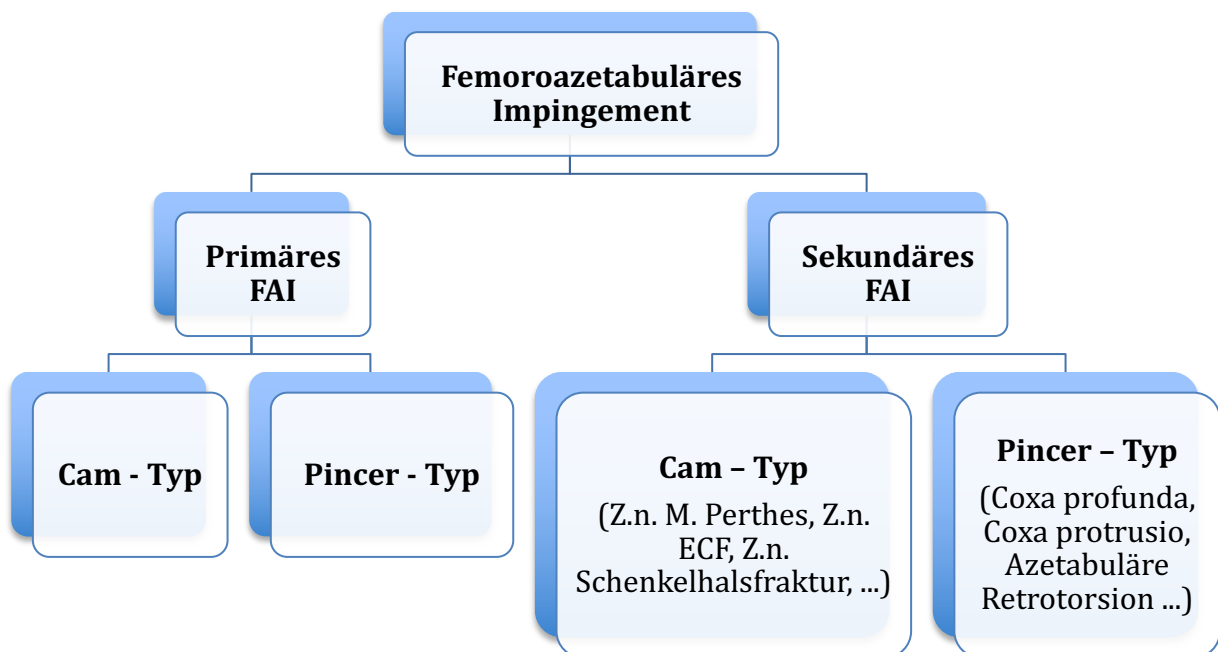 Femoroazetabuläres
Impingement
Primäres
FAI
Sekundäres
FAI
Cam - Typ
Pincer - Typ
Cam – Typ
(Z.n. M. Perthes, Z.n.
ECF, Z.n.
Schenkelhalsfraktur, ...)
Pincer – Typ
(Coxa profunda,
Coxa protrusio,
Azetabuläre
Retrotorsion ...)